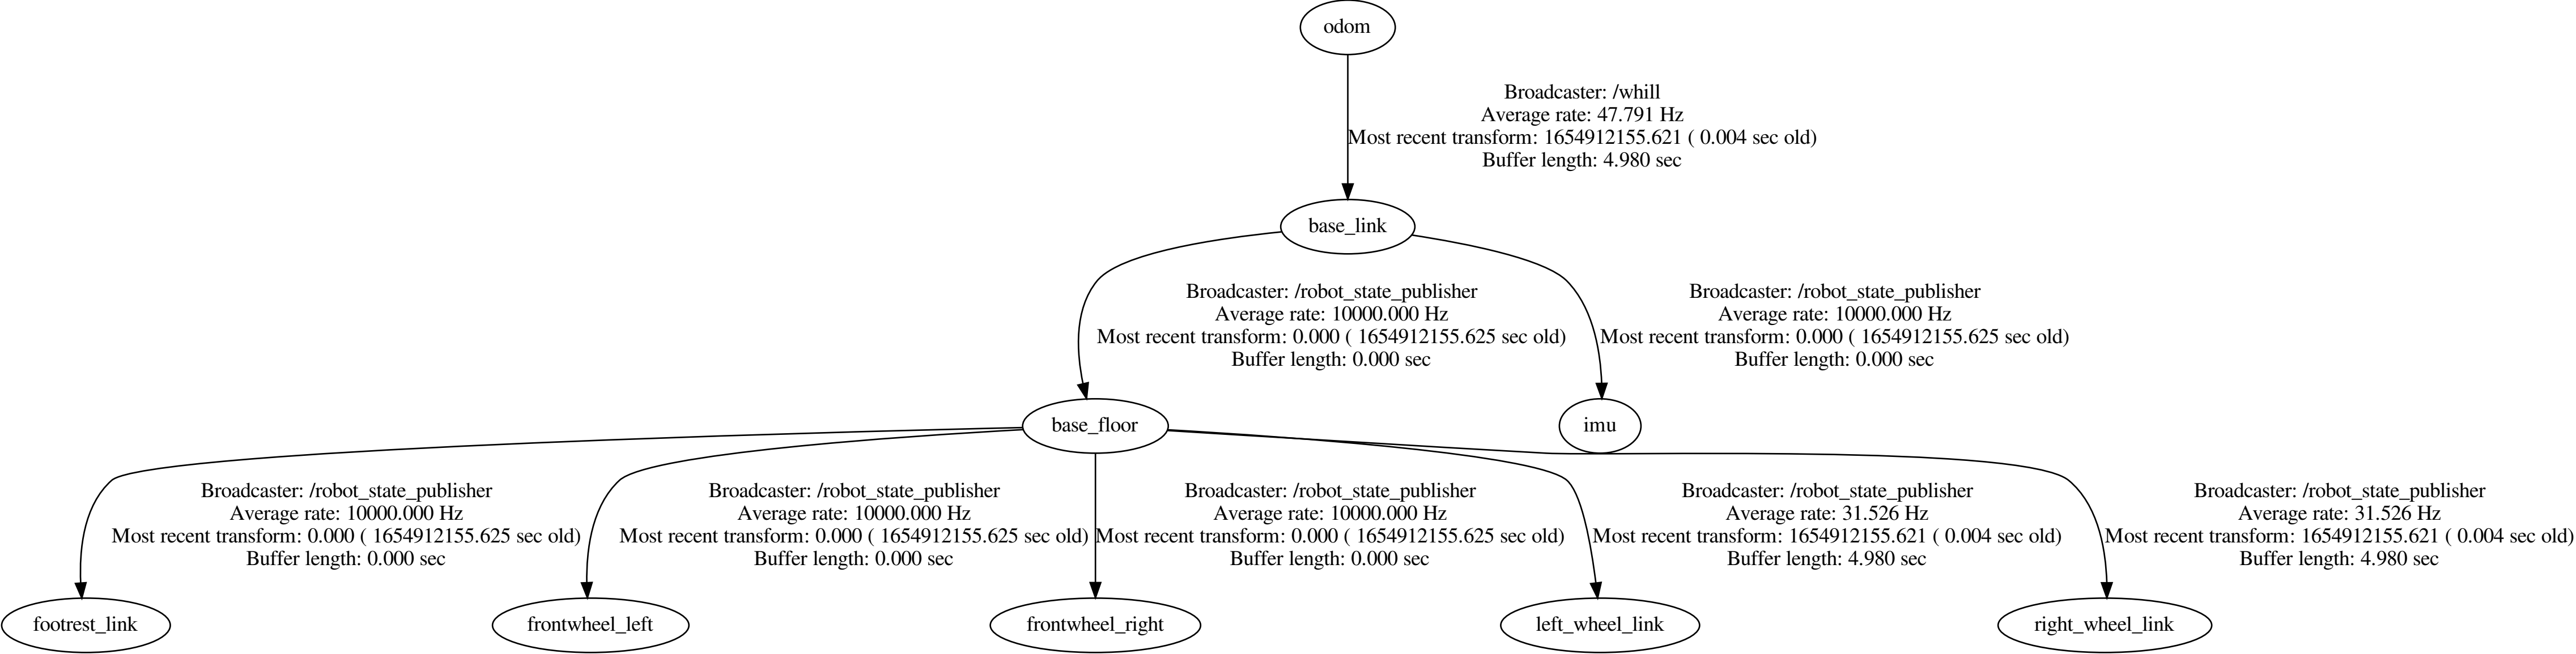 odom
Broadcaster: /whill
Average rate: 47.791 Hz
Most recent transform: 1654912155.621 ( 0.004 sec old)
Buffer length: 4.980 sec
base_link
Broadcaster: /robot_state_publisher
Average rate: 10000.000 Hz
Most recent transform: 0.000 ( 1654912155.625 sec old)
Buffer length: 0.000 sec
Broadcaster: /robot_state_publisher
Average rate: 10000.000 Hz
Most recent transform: 0.000 ( 1654912155.625 sec old)
Buffer length: 0.000 sec
base_floor
imu
Broadcaster: /robot_state_publisher
Average rate: 10000.000 Hz
Most recent transform: 0.000 ( 1654912155.625 sec old)
Buffer length: 0.000 sec
Broadcaster: /robot_state_publisher
Average rate: 10000.000 Hz
Most recent transform: 0.000 ( 1654912155.625 sec old)
Buffer length: 0.000 sec
Broadcaster: /robot_state_publisher
Average rate: 10000.000 Hz
Most recent transform: 0.000 ( 1654912155.625 sec old)
Buffer length: 0.000 sec
Broadcaster: /robot_state_publisher
Average rate: 31.526 Hz
Most recent transform: 1654912155.621 ( 0.004 sec old)
Buffer length: 4.980 sec
Broadcaster: /robot_state_publisher
Average rate: 31.526 Hz
Most recent transform: 1654912155.621 ( 0.004 sec old)
Buffer length: 4.980 sec
footrest_link
frontwheel_left
frontwheel_right
left_wheel_link
right_wheel_link